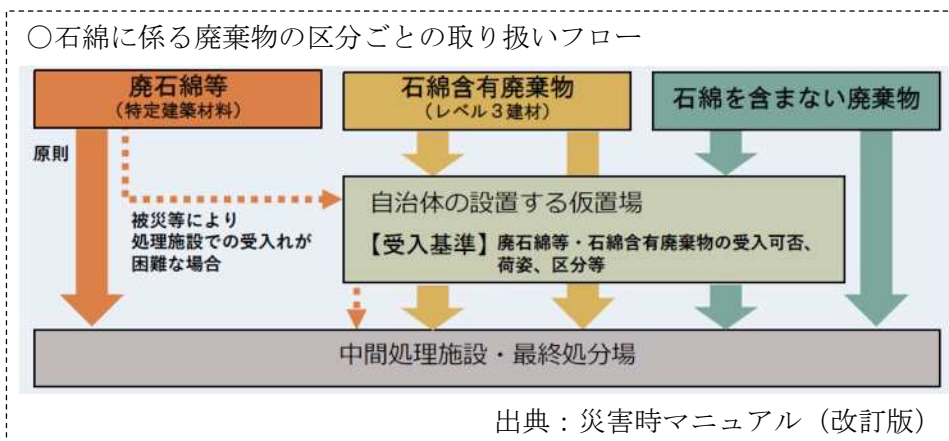 ○石綿に係る廃棄物の区分ごとの取り扱いフロー
廃石綿等
(特定建築材料)
石綿含有廃棄物
(レベル3建材)
石綿を含まない廃棄物
原則
被災等により
処理施設での受入れが
困難な場合
自治体の設置する仮置場
【受入基準】廃石綿等・石綿含有廃棄物の受入可否、
荷姿、区分等
中間処理施設・最終処分場
出典:災害時マニュアル(改訂版)